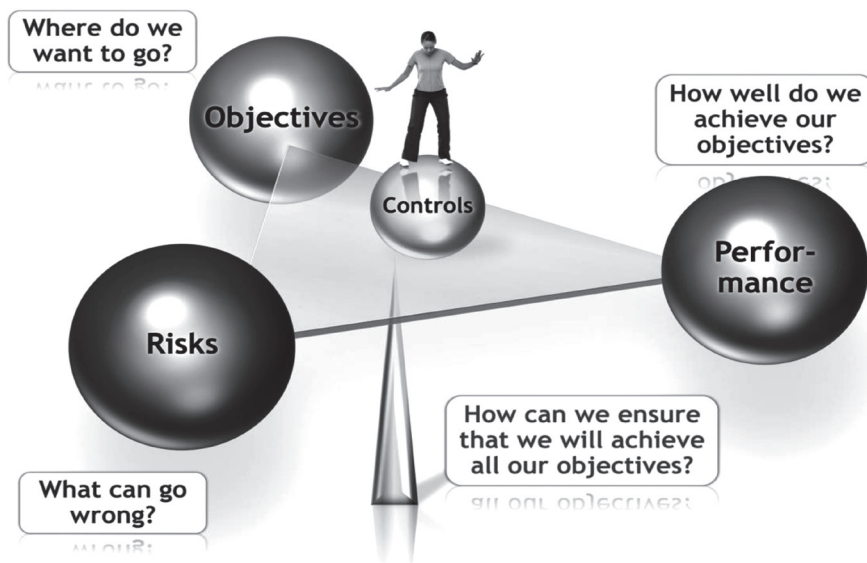 Where do we
want to go?
Objectives
How well do we
achieve our
objectives?
Controls
Perfor-
mance
Risks
How can we ensure
that we will achieve
all our objectives?
What can go
wrong?